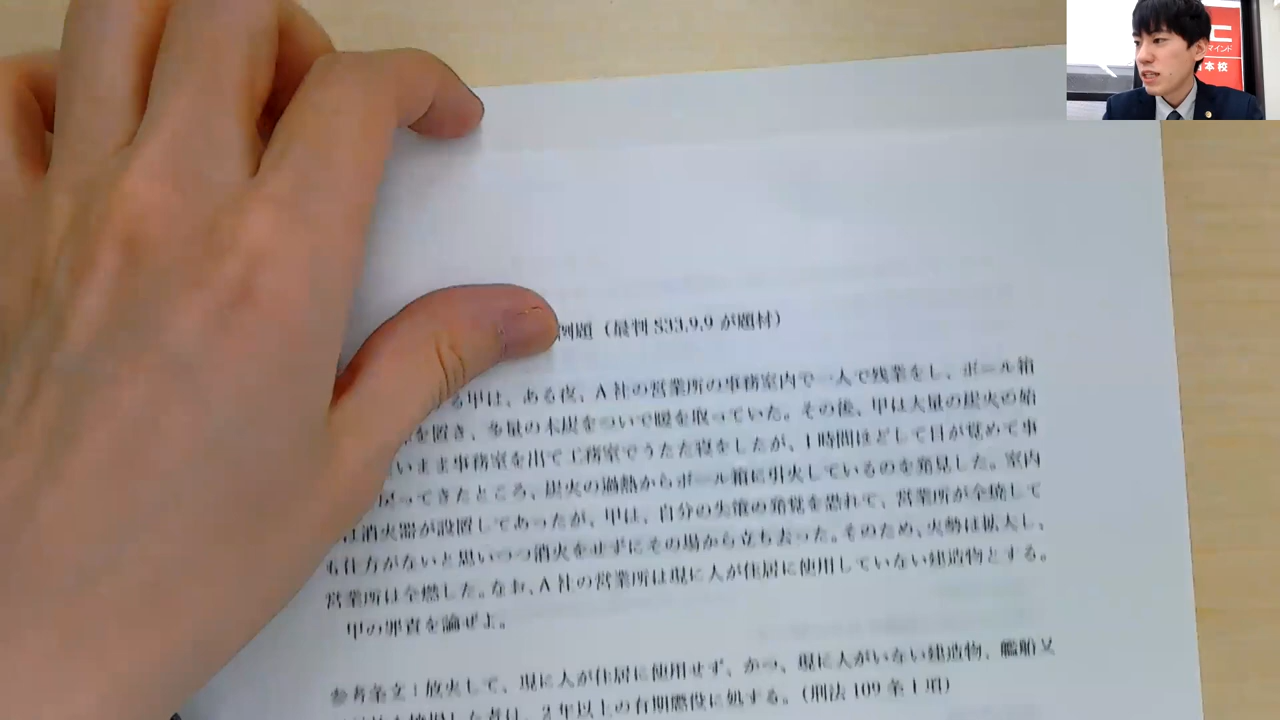 マインド
本校
例題（最判 S33.9.9 が題材）
る甲は、ある夜、A 社の営業所の事務室内で一人で残業をし、ボール箱
を置き、多量の木炭をついで暖を取っていた。その後、甲は大量の炭火の始
いまま事務室を出て工務室でうたた寝をしたが、1 時間ほどして目が覚めて事
戻ってきたところ、炭火の過熱からボール箱に引火しているのを発見した。室内
は消火器が設置してあったが、甲は、自分の失策の発覚を恐れて、営業所が全焼して
も仕方がないと思いつつ消火をせずにその場から立ち去った。そのため、火勢は拡大し、
営業所は全燃した。なお、A 社の営業所は現に人が住居に使用していない建造物とする。
甲の罪責を論ぜよ。
参考条文：放火して、現に人が住居に使用せず、かつ、現に人がいない建造物、艦船又
た者は、2 年以上の有期懲役に処する。（刑法 109 条 1 項）